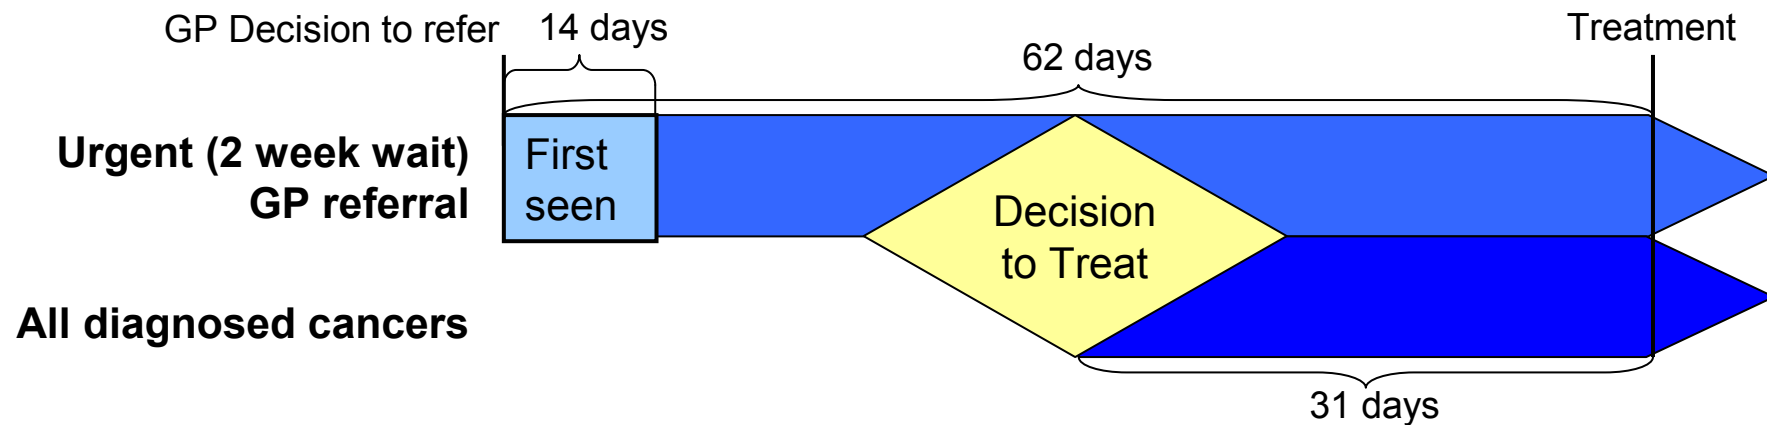 GP Decision to refer
14 days
62 days
Treatment
Urgent (2 week wait)
GP referral
First
seen
Decision
to Treat
All diagnosed cancers
31 days